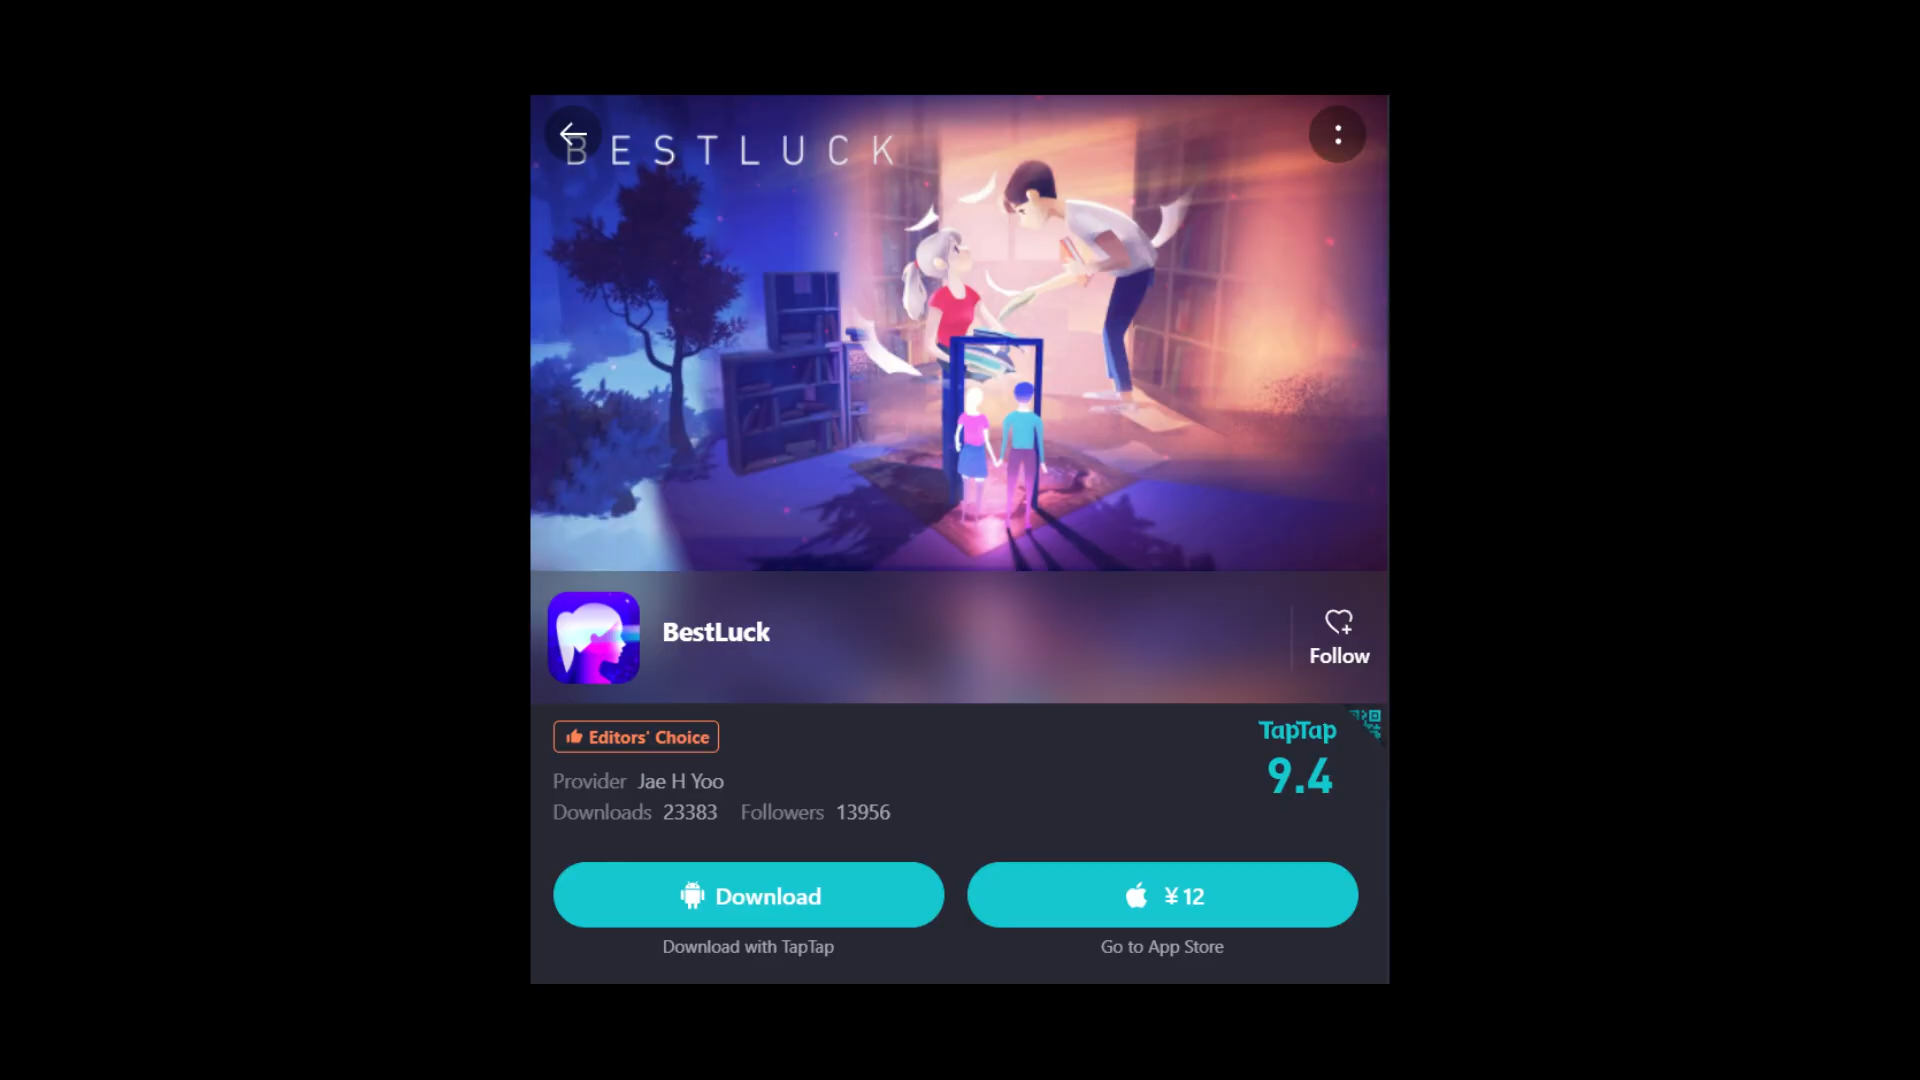 BESTLUCK
BestLuck
Follow
Editors' Choice
TapTap
9.4
Provider Jae H Yoo
Downloads 23383 Followers 13956
Download
¥12
Download with TapTap
Go to App Store